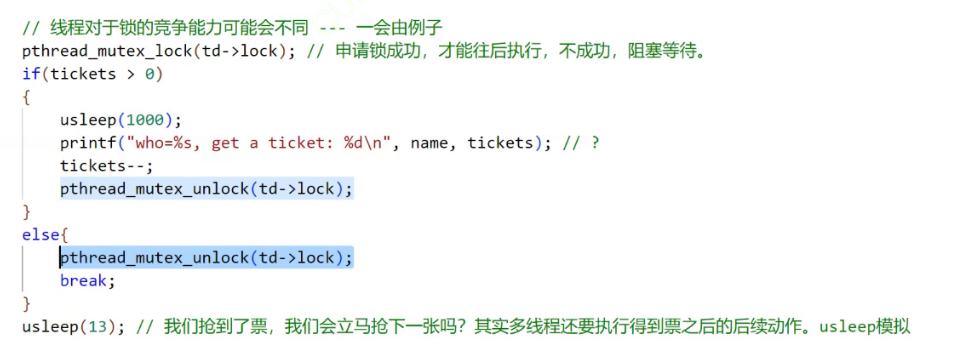 // 线程对于锁的竞争能力可能会不同 --- 一会由例子
pthread_mutex_lock(td->lock); // 申请锁成功，才能往后执行，不成功，阻塞等待。
if(tickets > 0)
{
    usleep(1000);
    printf("who=%s, get a ticket: %d\n", name, tickets); // ?
    tickets--;
    pthread_mutex_unlock(td->lock);
}
else{
    pthread_mutex_unlock(td->lock);
    break;
}
usleep(13); // 我们抢到了票，我们会立马抢下一张吗？其实多线程还要执行得到票之后的后续动作。usleep模拟